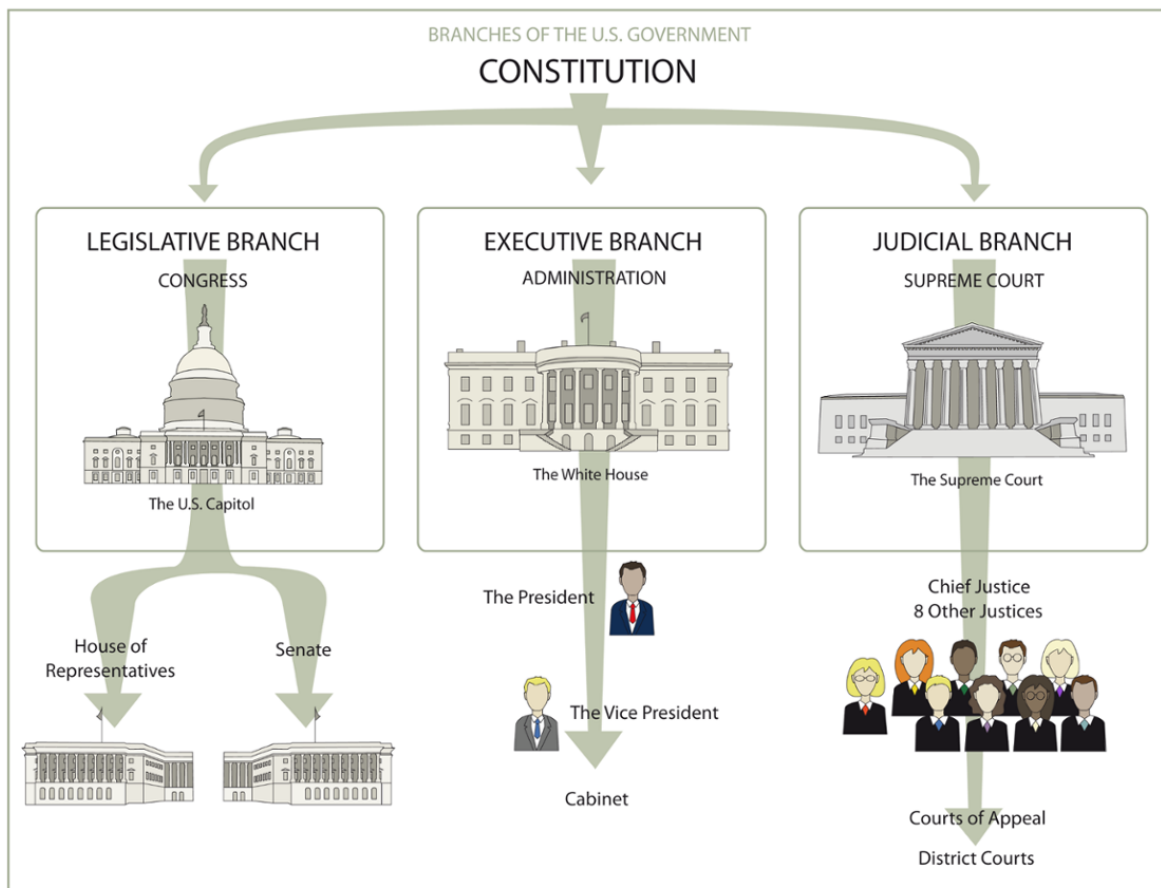 BRANCHES OF THE U.S. GOVERNMENT
CONSTITUTION
LEGISLATIVE BRANCH
CONGRESS
The U.S. Capitol
House of
Representatives
Senate
EXECUTIVE BRANCH
ADMINISTRATION
The White House
The President
The Vice President
Cabinet
JUDICIAL BRANCH
SUPREME COURT
The Supreme Court
Chief Justice
8 Other Justices
Courts of Appeal
District Courts